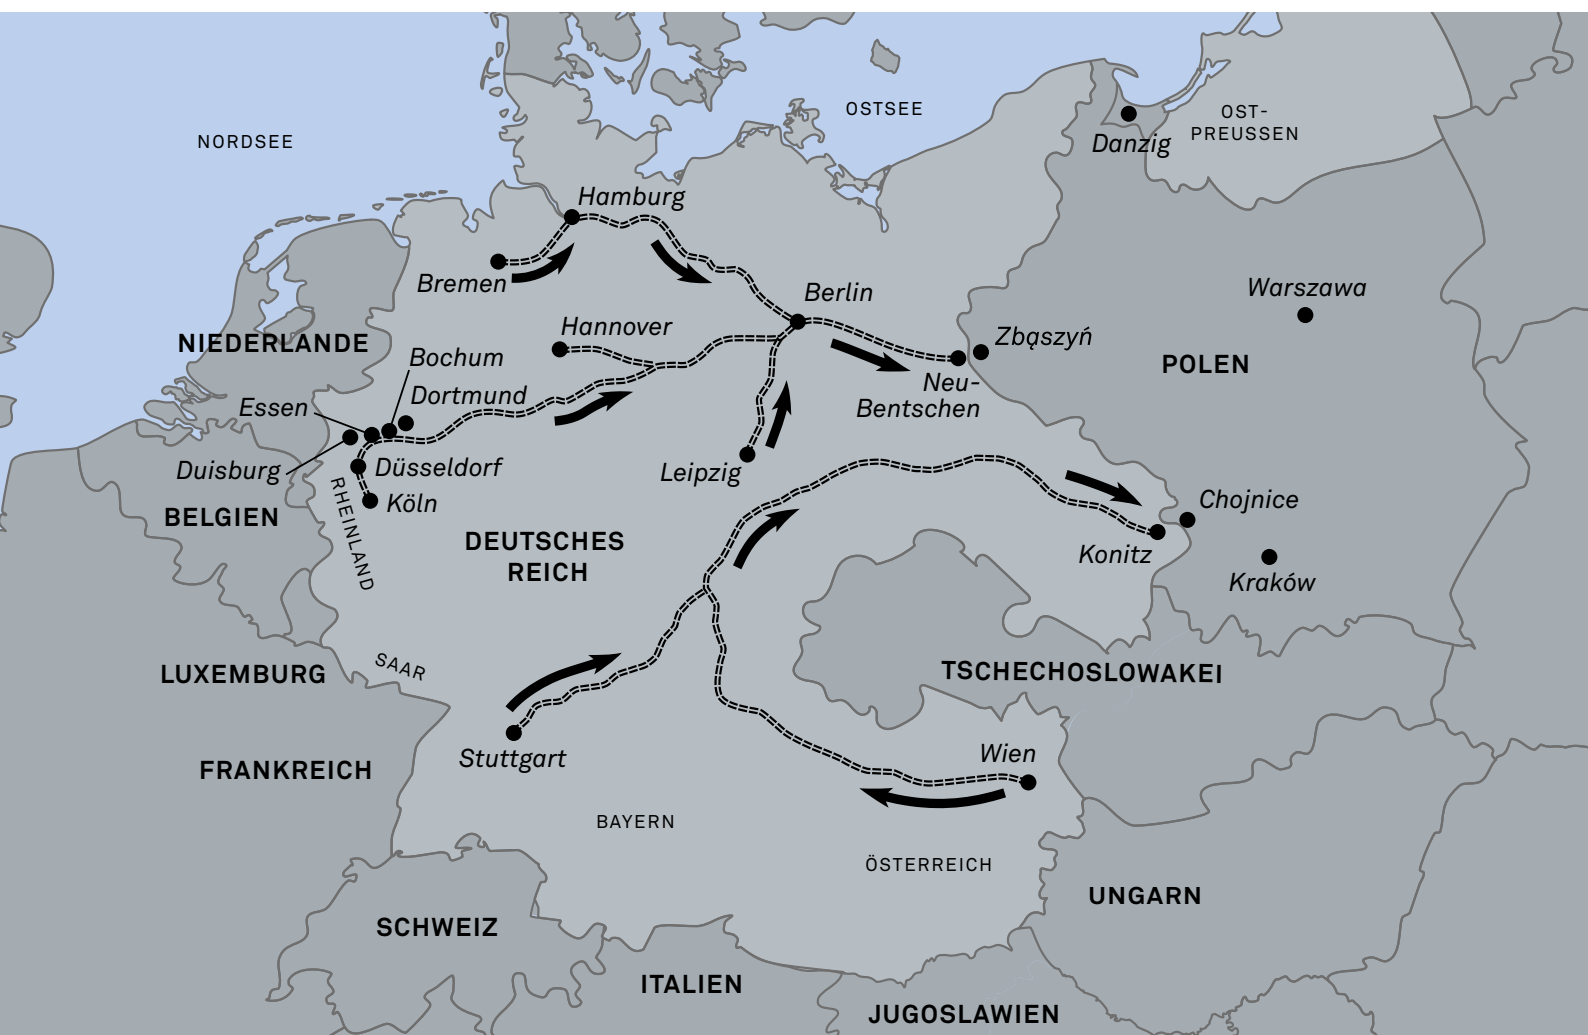 OSTSEE
OST-
PREUSSEN
NORDSEE
Danzig
Hamburg
Bremen
Berlin
Warszawa
Hannover
Zbąszyń
NIEDERLANDE
Bochum
POLEN
Dortmund
Neu-
Bentschen
Essen
Duisburg
Düsseldorf
Leipzig
Köln
Chojnice
RHEINLAND
BELGIEN
DEUTSCHES
REICH
Konitz
Kraków
SAAR
LUXEMBURG
TSCHECHOSLOWAKEI
Stuttgart
Wien
FRANKREICH
BAYERN
ÖSTERREICH
UNGARN
SCHWEIZ
ITALIEN
JUGOSLAWIEN